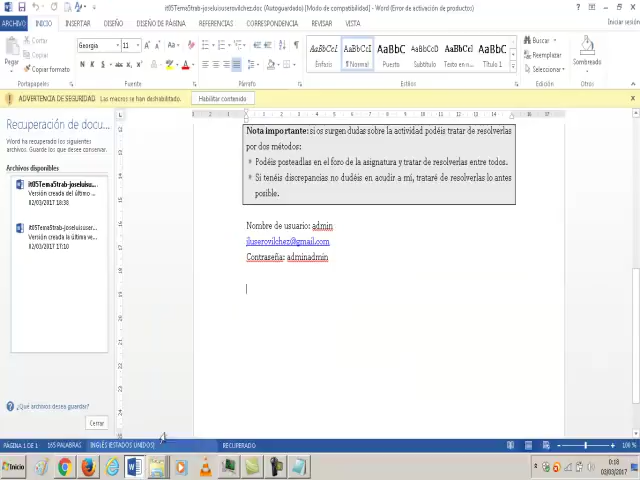 it05Tema5trab-joseluisuserovilchez.doc (Autoguardado) [Modo de compatibilidad] - Word (Error de activación de productos)
ARCHIVO INICIO INSERTAR DISEÑO DISEÑO DE PÁGINA REFERENCIAS CORRESPONDENCIA REVISAR VISTA Iniciar sesión
Pegar
Cortar
Copiar
Copiar formato
Portapapeles
Georgia 11
N K S
Fuente
Párrafo
AaBbCcI Énfasis
AaBbCcI ¶ Normal
AaBbC Puesto
AaBbCcD Subtítulo
AaBbCcI Texto en n...
AaBbC Título 1
Estilos
Buscar
Reemplazar
Seleccionar
Edición
Sombreado
Otros
ADVERTENCIA DE SEGURIDAD Las macros se han deshabilitado. Habilitar contenido
Recuperación de docu...
Word ha recuperado los siguientes archivos. Guarde los que desee conservar.
Archivos disponibles
it05Tema5trab-joseluisu...
Versión creada del último ...
02/03/2017 18:38
it05Tema5trab-joseluisuser...
Versión creada la última ve...
02/03/2017 17:10
¿Qué archivos desea guardar?
Cerrar
Nota importante: si os surgen dudas sobre la actividad podéis tratar de resolverlas
por dos métodos:
Podéis postearlas en el foro de la asignatura y tratar de resolverlas entre todos.
Si tenéis discrepancias no dudéis en acudir a mí, trataré de resolverlas lo antes
posible.
Nombre de usuario: admin
jluserovilchez@gmail.com
Contraseña: adminadmin
PÁGINA 1 DE 1 165 PALABRAS INGLÉS (ESTADOS UNIDOS) RECUPERADO 100 %
Inicio
0:18
03/03/2017